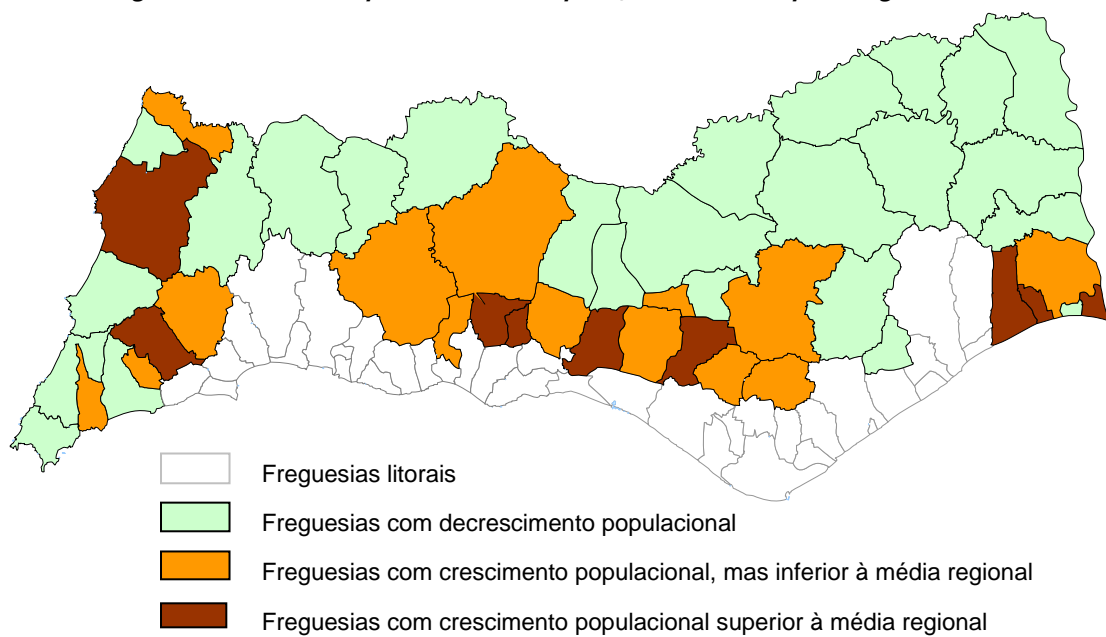 Freguesias litorais
Freguesias com decrescimento populacional
Freguesias com crescimento populacional, mas inferior à média regional
Freguesias com crescimento populacional superior à média regional